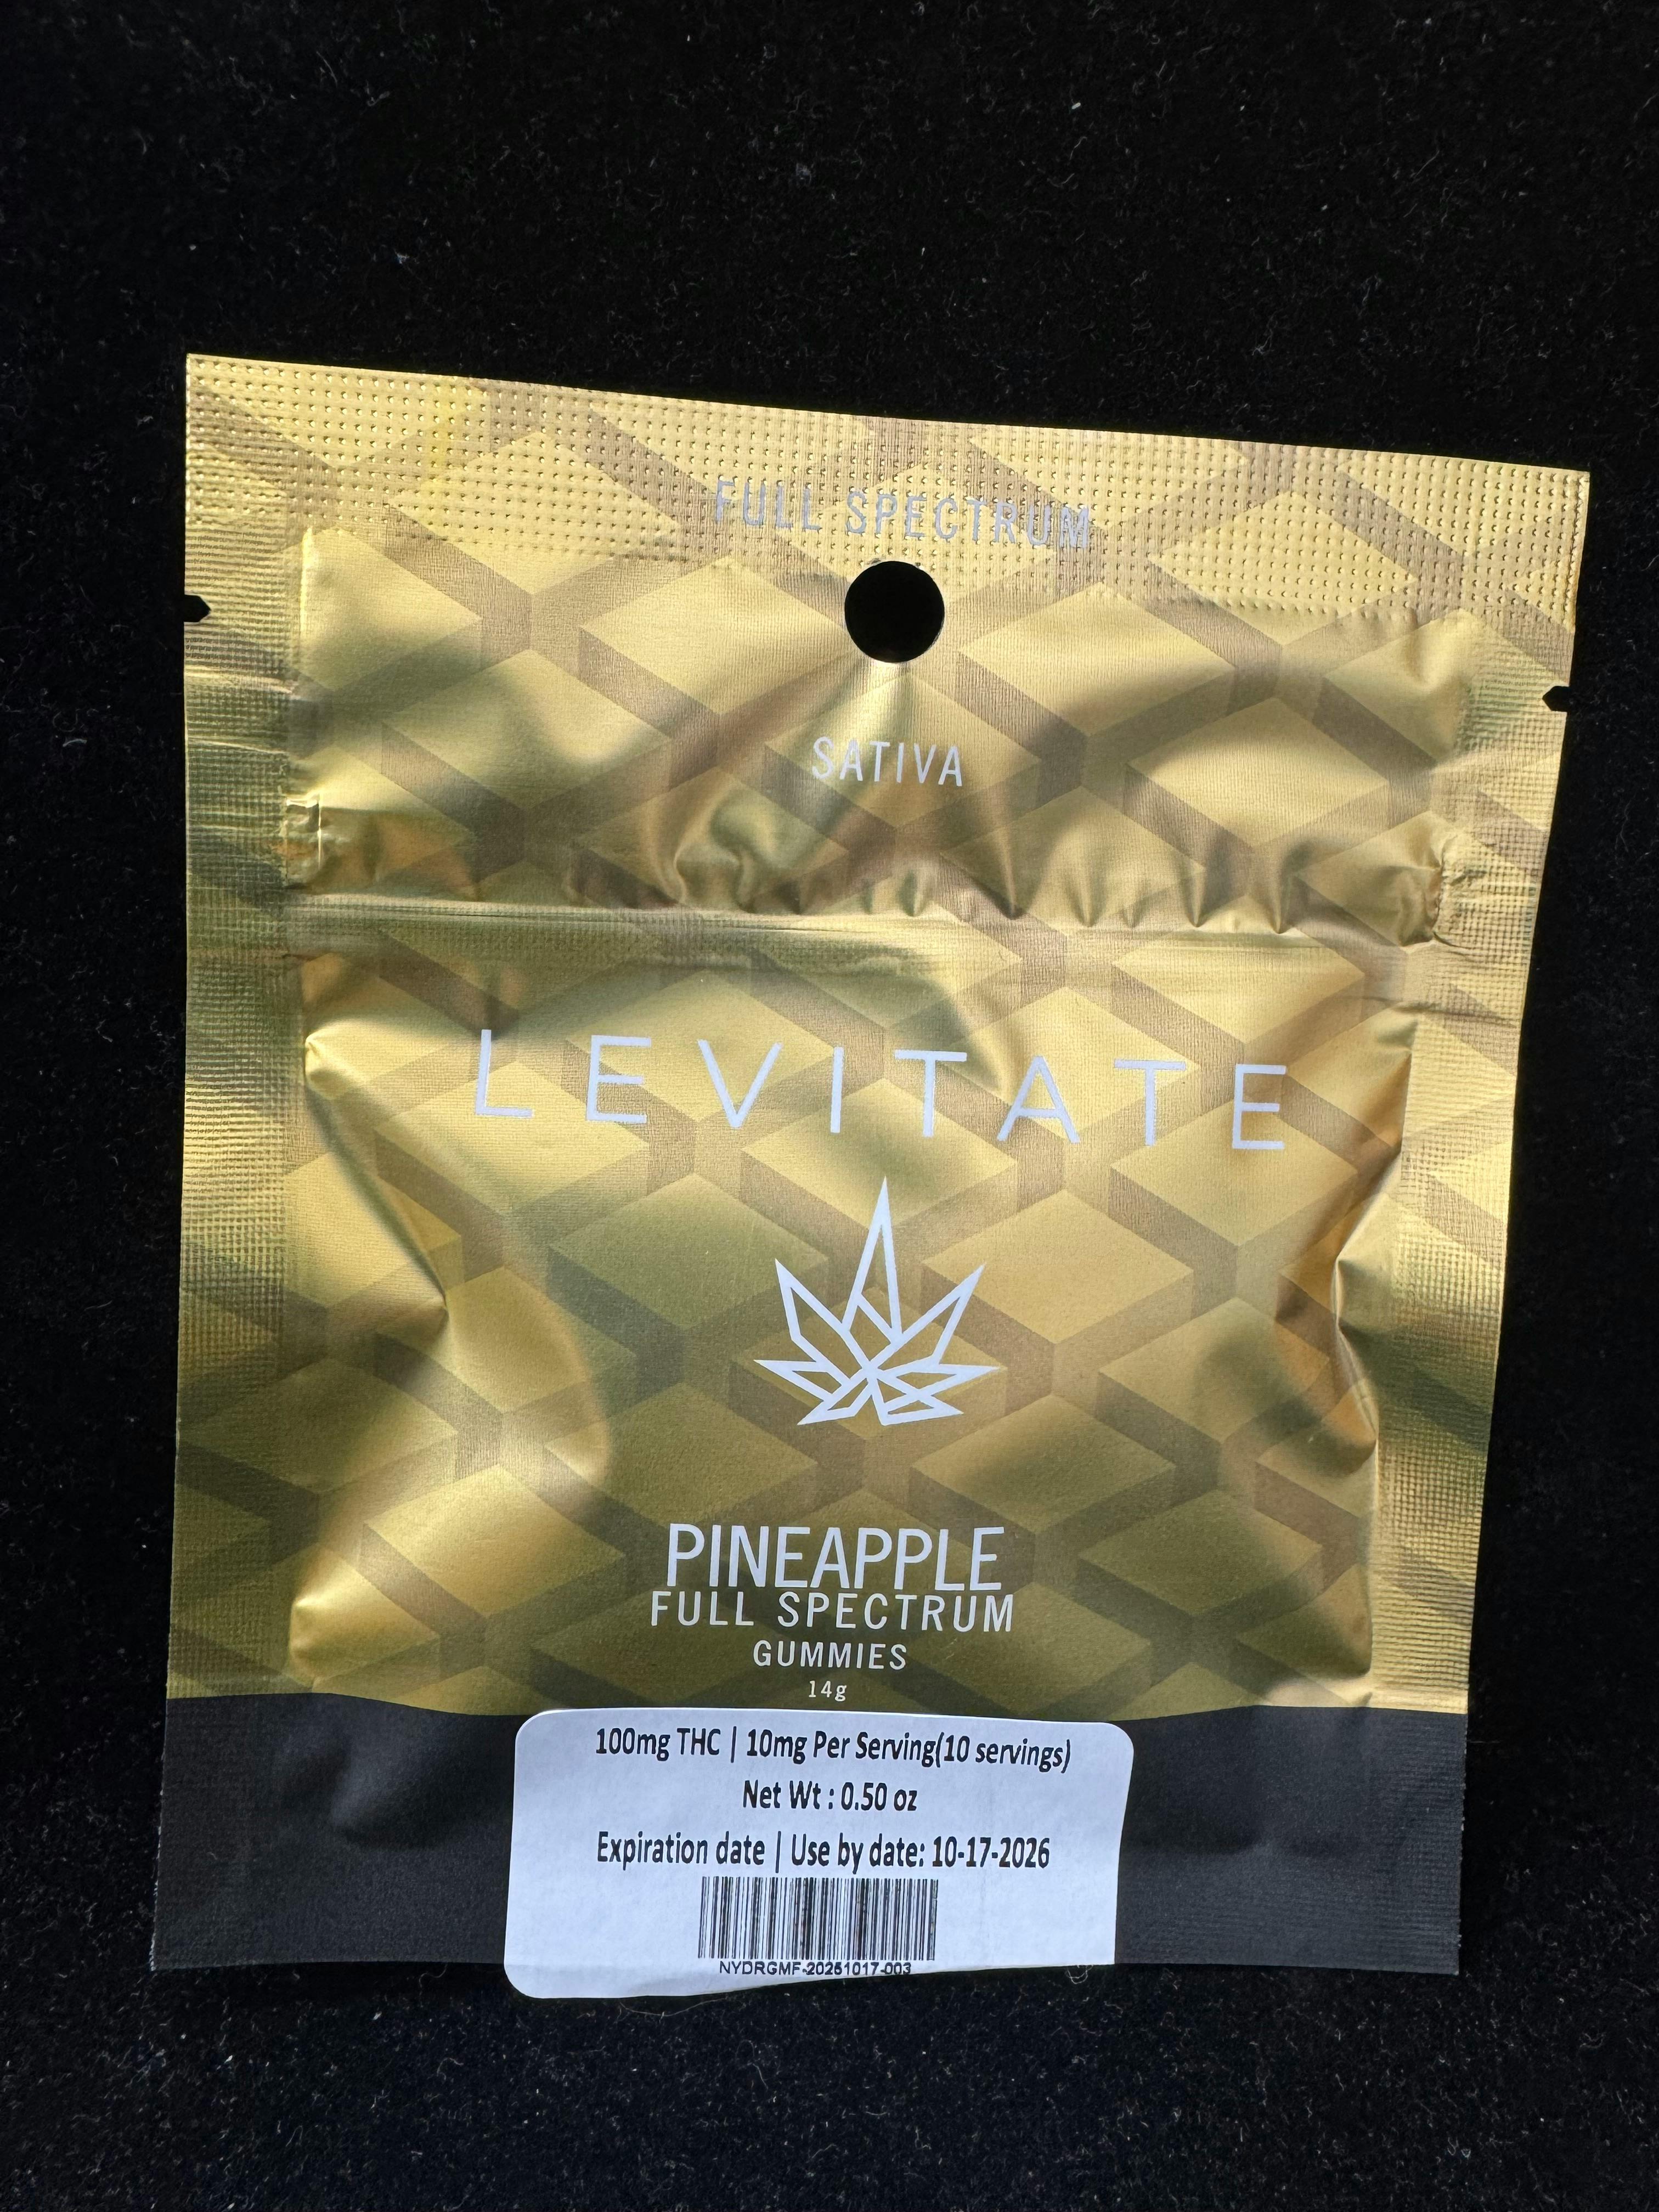 FULL SPECTRUM
SATIVA
LEVITATE
PINEAPPLE
FULL SPECTRUM
GUMMIES
14g
100mg THC | 10mg Per Serving(10 servings)
Net Wt : 0.50 oz
Expiration date | Use by date: 10-17-2026
NYDRGMF-20251017-003